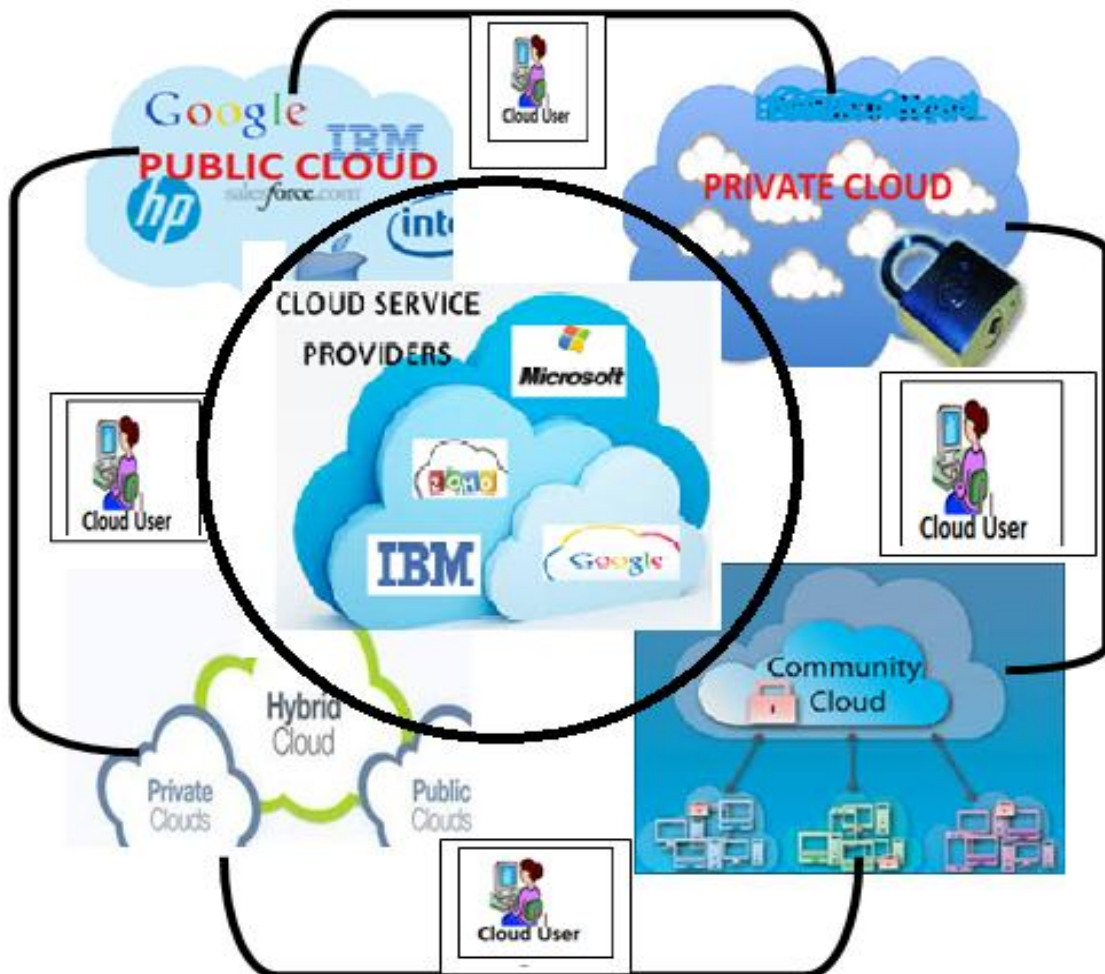 Cloud User
Google
IBM
PUBLIC CLOUD
hp
salesforce.com
inte
PRIVATE CLOUD
CLOUD SERVICE
PROVIDERS
Microsoft
ZOHO
IBM
Google
Cloud User
Cloud User
Hybrid
Cloud
Private
Clouds
Public
Clouds
Community
Cloud
Cloud User